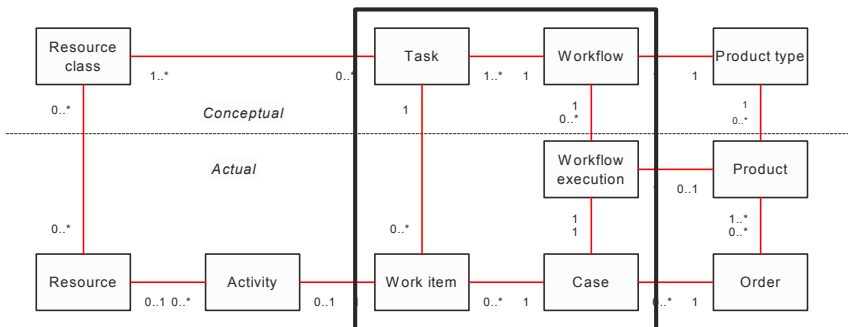 Resource class
Task
Workflow
Product type
1..*
0..*
1..*
1
1
0..*
Conceptual
1
1
0..*
1
0..*
Actual
Workflow execution
Product
0..1
0..*
0..*
1
1
1..*
0..*
Resource
Activity
Work item
Case
Order
0..1 0..*
0..1
0..*
1
0..*
1